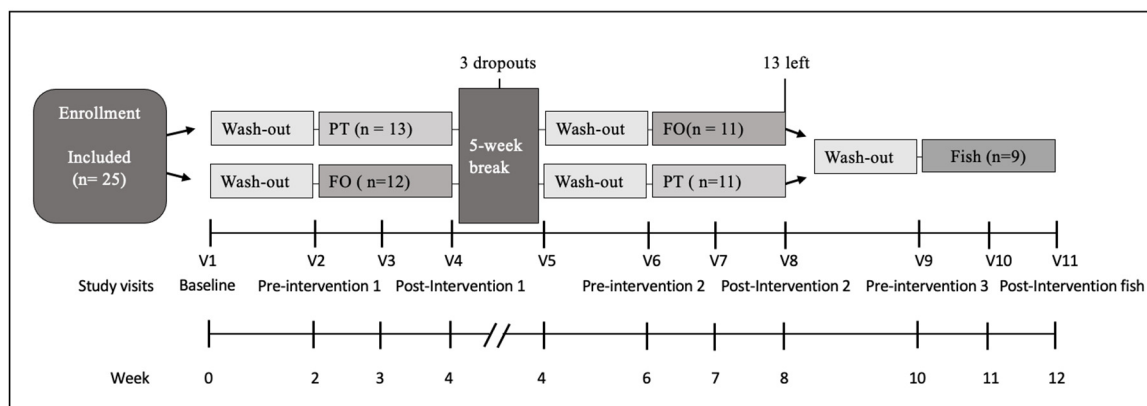 3 dropouts
13 left
Enrollment
Included
(n= 25)
Wash-out
PT (n = 13)
5-week
break
Wash-out
FO(n = 11)
Wash-out
FO ( n=12)
Wash-out
PT ( n=11)
Wash-out
Fish (n=9)
V1 V2 V3 V4 V5 V6 V7 V8 V9 V10 V11
Study visits Baseline Pre-intervention 1 Post-Intervention 1 Pre-intervention 2 Post-Intervention 2 Pre-intervention 3 Post-Intervention fish
Week 0 2 3 4 4 6 7 8 10 11 12